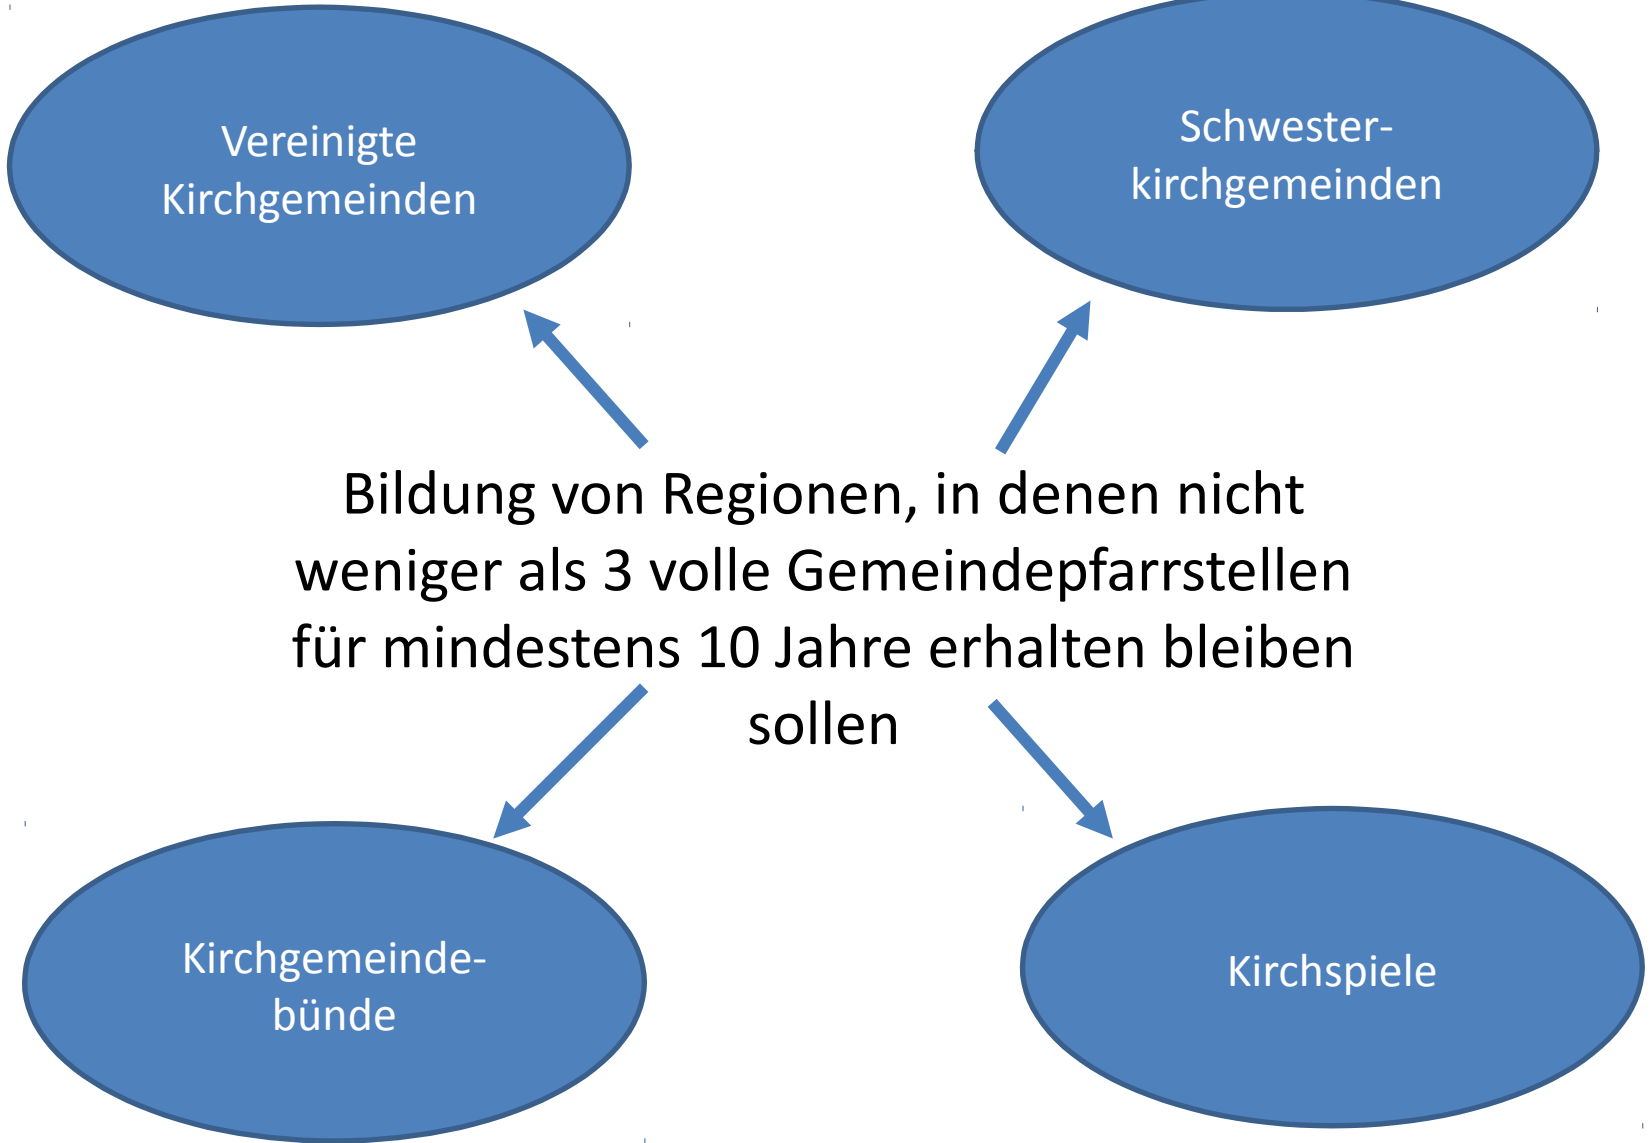 Vereinigte
Kirchgemeinden
Schwester-
kirchgemeinden
Bildung von Regionen, in denen nicht
weniger als 3 volle Gemeindepfarrstellen
für mindestens 10 Jahre erhalten bleiben
sollen
Kirchgemeinde-
bünde
Kirchspiele